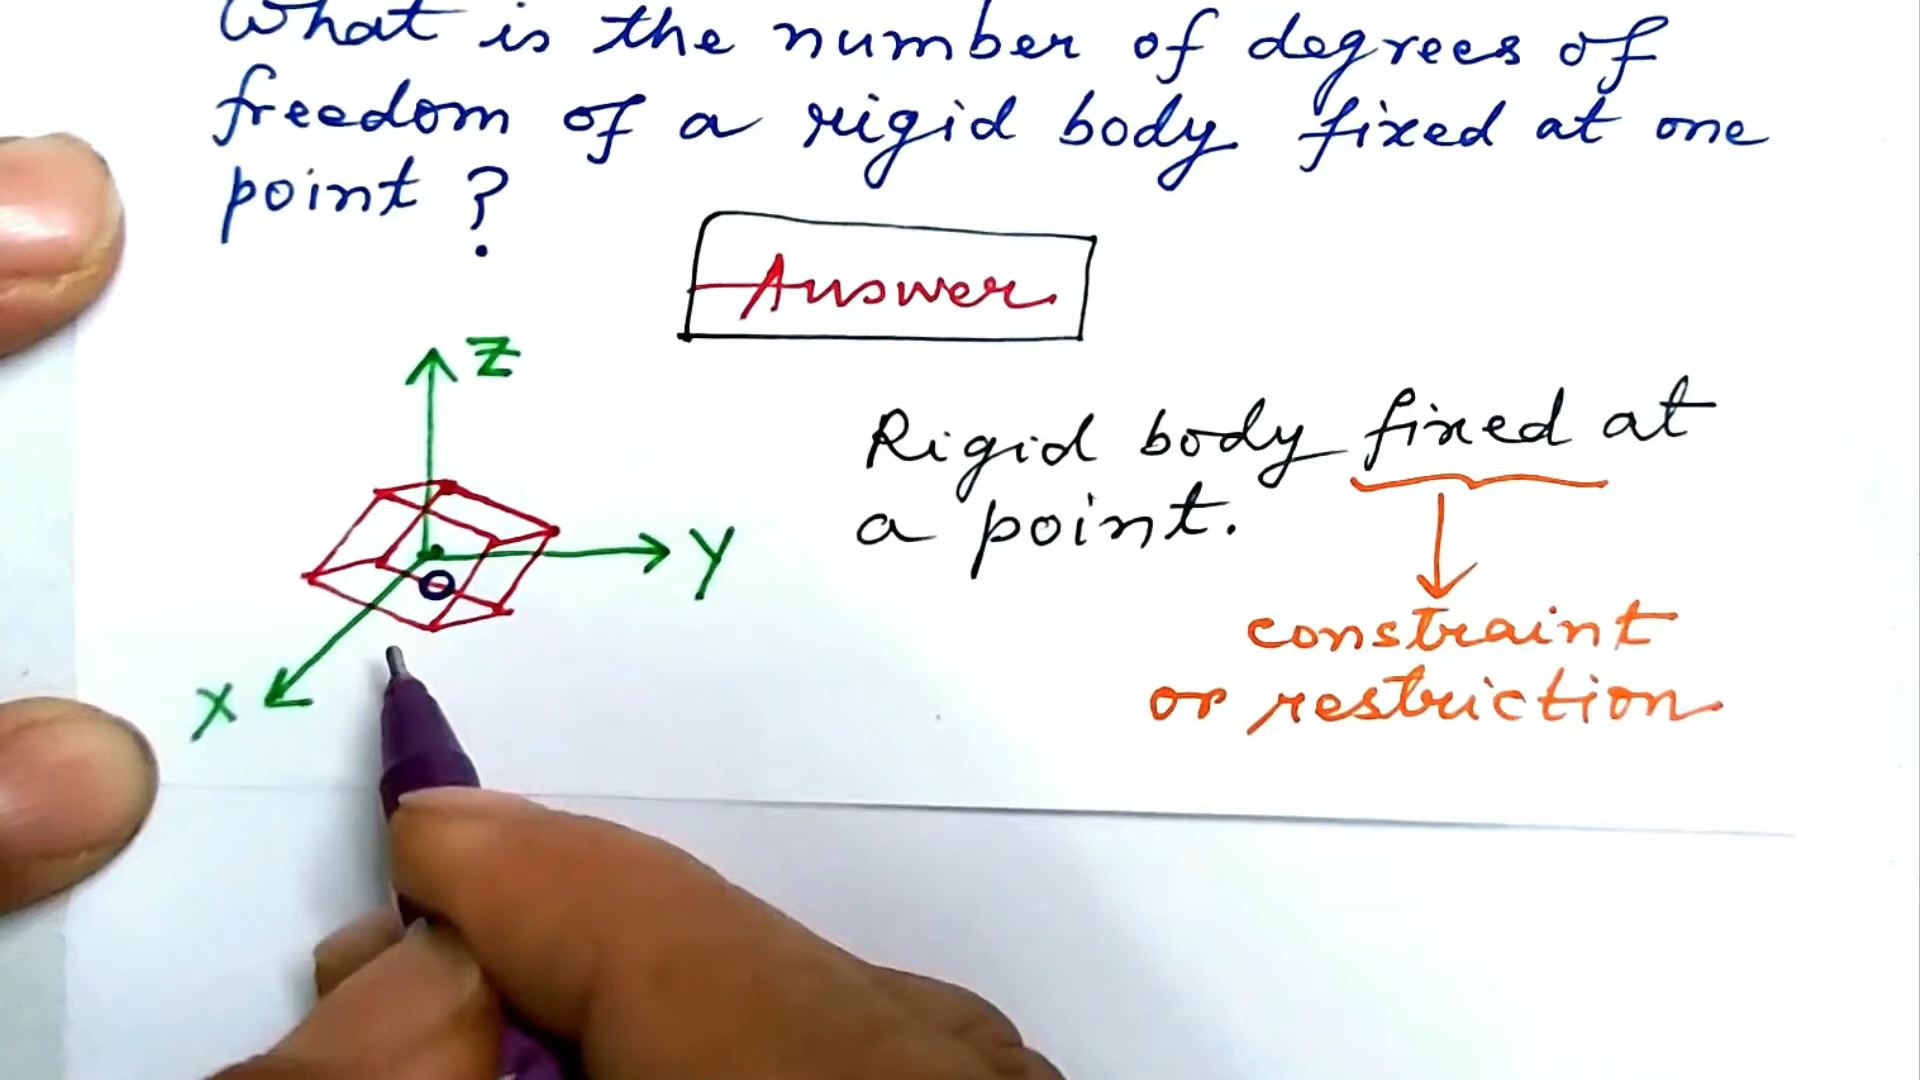 What is the number of degrees of
freedom of a rigid body fixed at one
point ?
Answer
Z
Rigid body fixed at
a point.
Y
O
constraint
X
or restriction